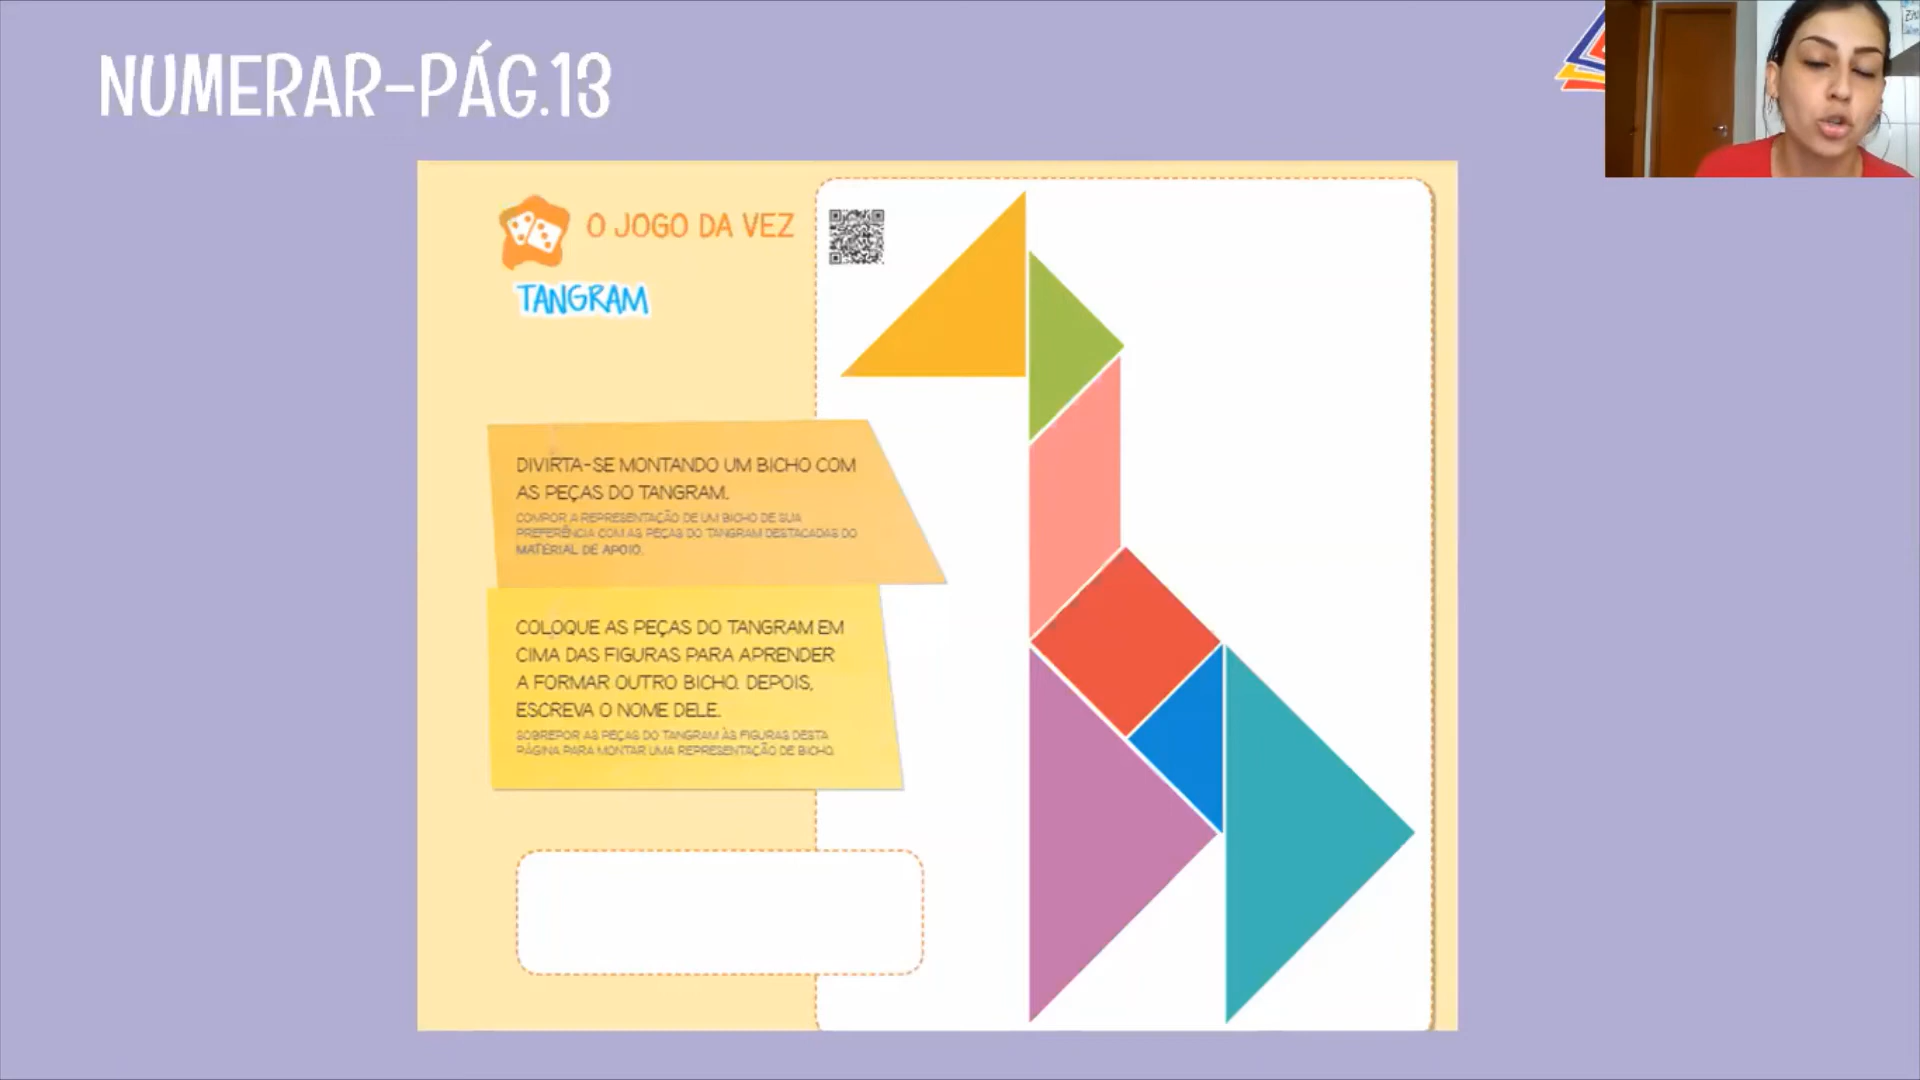 NUMERAR-PÁG.13
O JOGO DA VEZ
TANGRAM
DIVIRTA-SE MONTANDO UM BICHO COM
AS PEÇAS DO TANGRAM.
COMPOR A REPRESENTAÇÃO DE UM BICHO DE SUA
PREFERÊNCIA COM AS PEÇAS DO TANGRAM DESTACADAS DO
MATERIAL DE APOIO.
COLOQUE AS PEÇAS DO TANGRAM EM
CIMA DAS FIGURAS PARA APRENDER
A FORMAR OUTRO BICHO. DEPOIS,
ESCREVA O NOME DELE.
SOBREPOR AS PEÇAS DO TANGRAM ÀS FIGURAS DESTA
PÁGINA PARA MONTAR UMA REPRESENTAÇÃO DE BICHO.